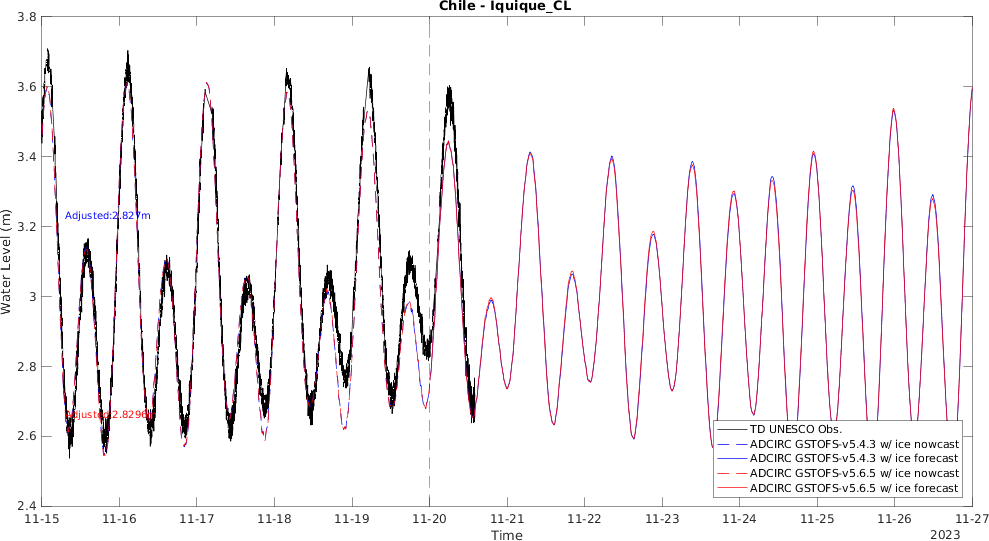 Chile - Iquique_CL
3.8
3.6
3.4
3.2
3
2.8
2.6
2.4
Water Level (m)
Adjusted:2.827m
Adjusted:2.8296m
TD UNESCO Obs.
ADCIRC GSTOFS-v5.4.3 w/ ice nowcast
ADCIRC GSTOFS-v5.4.3 w/ ice forecast
ADCIRC GSTOFS-v5.6.5 w/ ice nowcast
ADCIRC GSTOFS-v5.6.5 w/ ice forecast
11-15 11-16 11-17 11-18 11-19 11-20 11-21 11-22 11-23 11-24 11-25 11-26 11-27
Time
2023